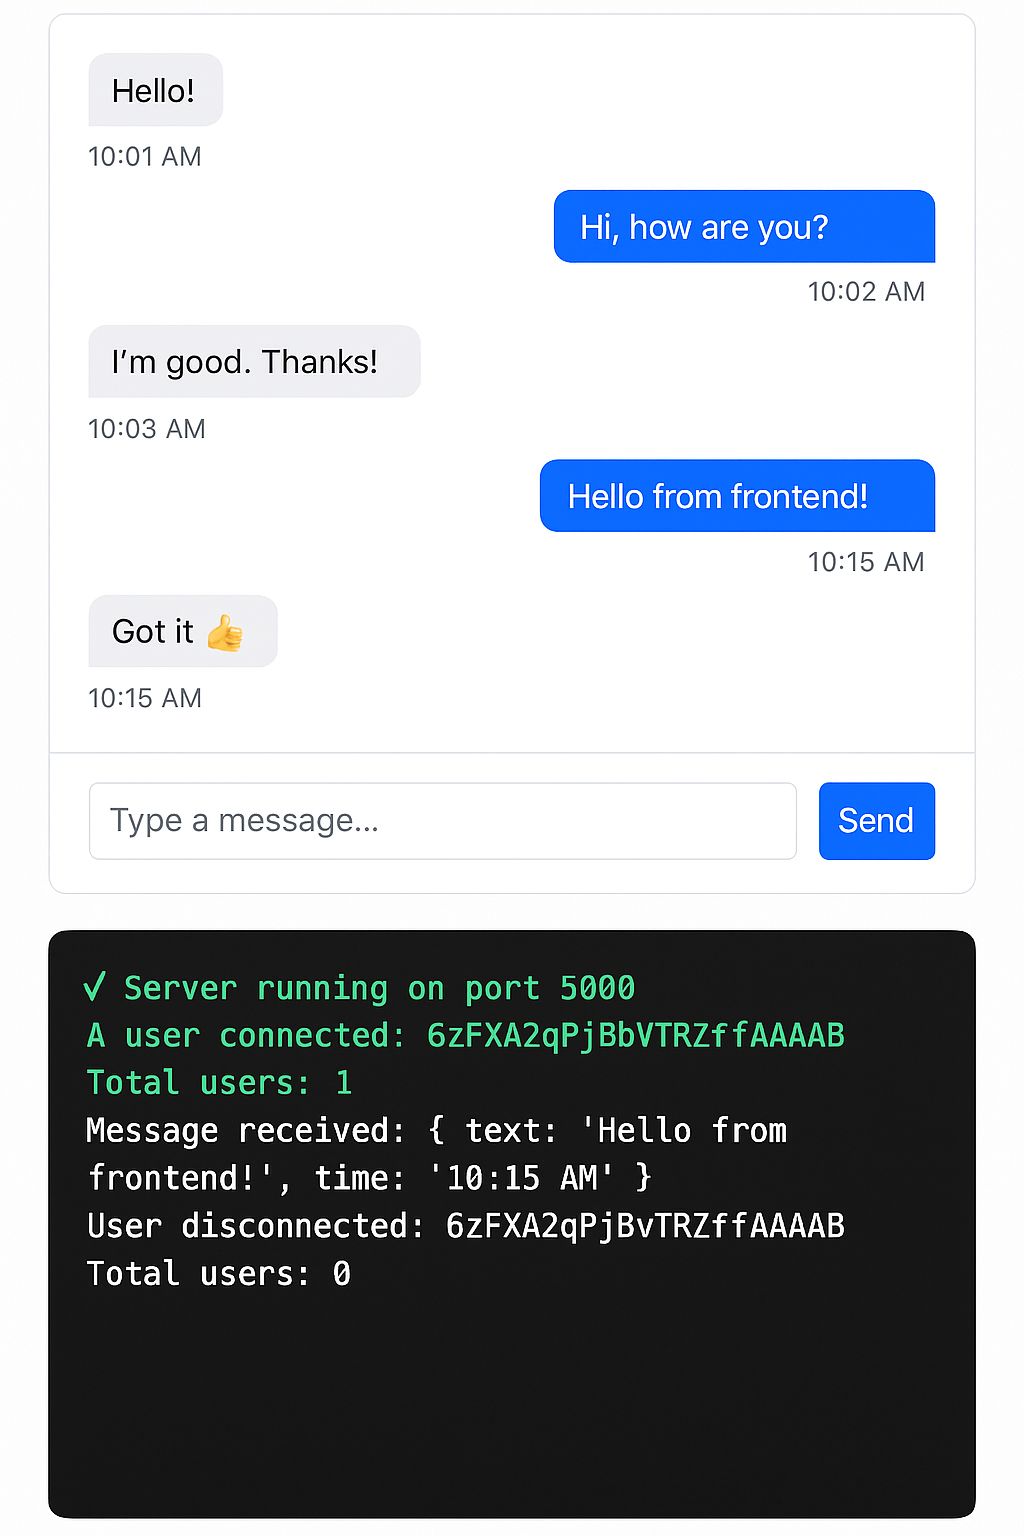 Hello!
10:01 AM
Hi, how are you?
10:02 AM
I’m good. Thanks!
10:03 AM
Hello from frontend!
10:15 AM
Got it 👍
10:15 AM
Type a message...
Send
✓ Server running on port 5000
A user connected: 6zFXA2qPjBbVTRZffAAAAB
Total users: 1
Message received: { text: 'Hello from
frontend!', time: '10:15 AM' }
User disconnected: 6zFXA2qPjBvTRZffAAAAB
Total users: 0